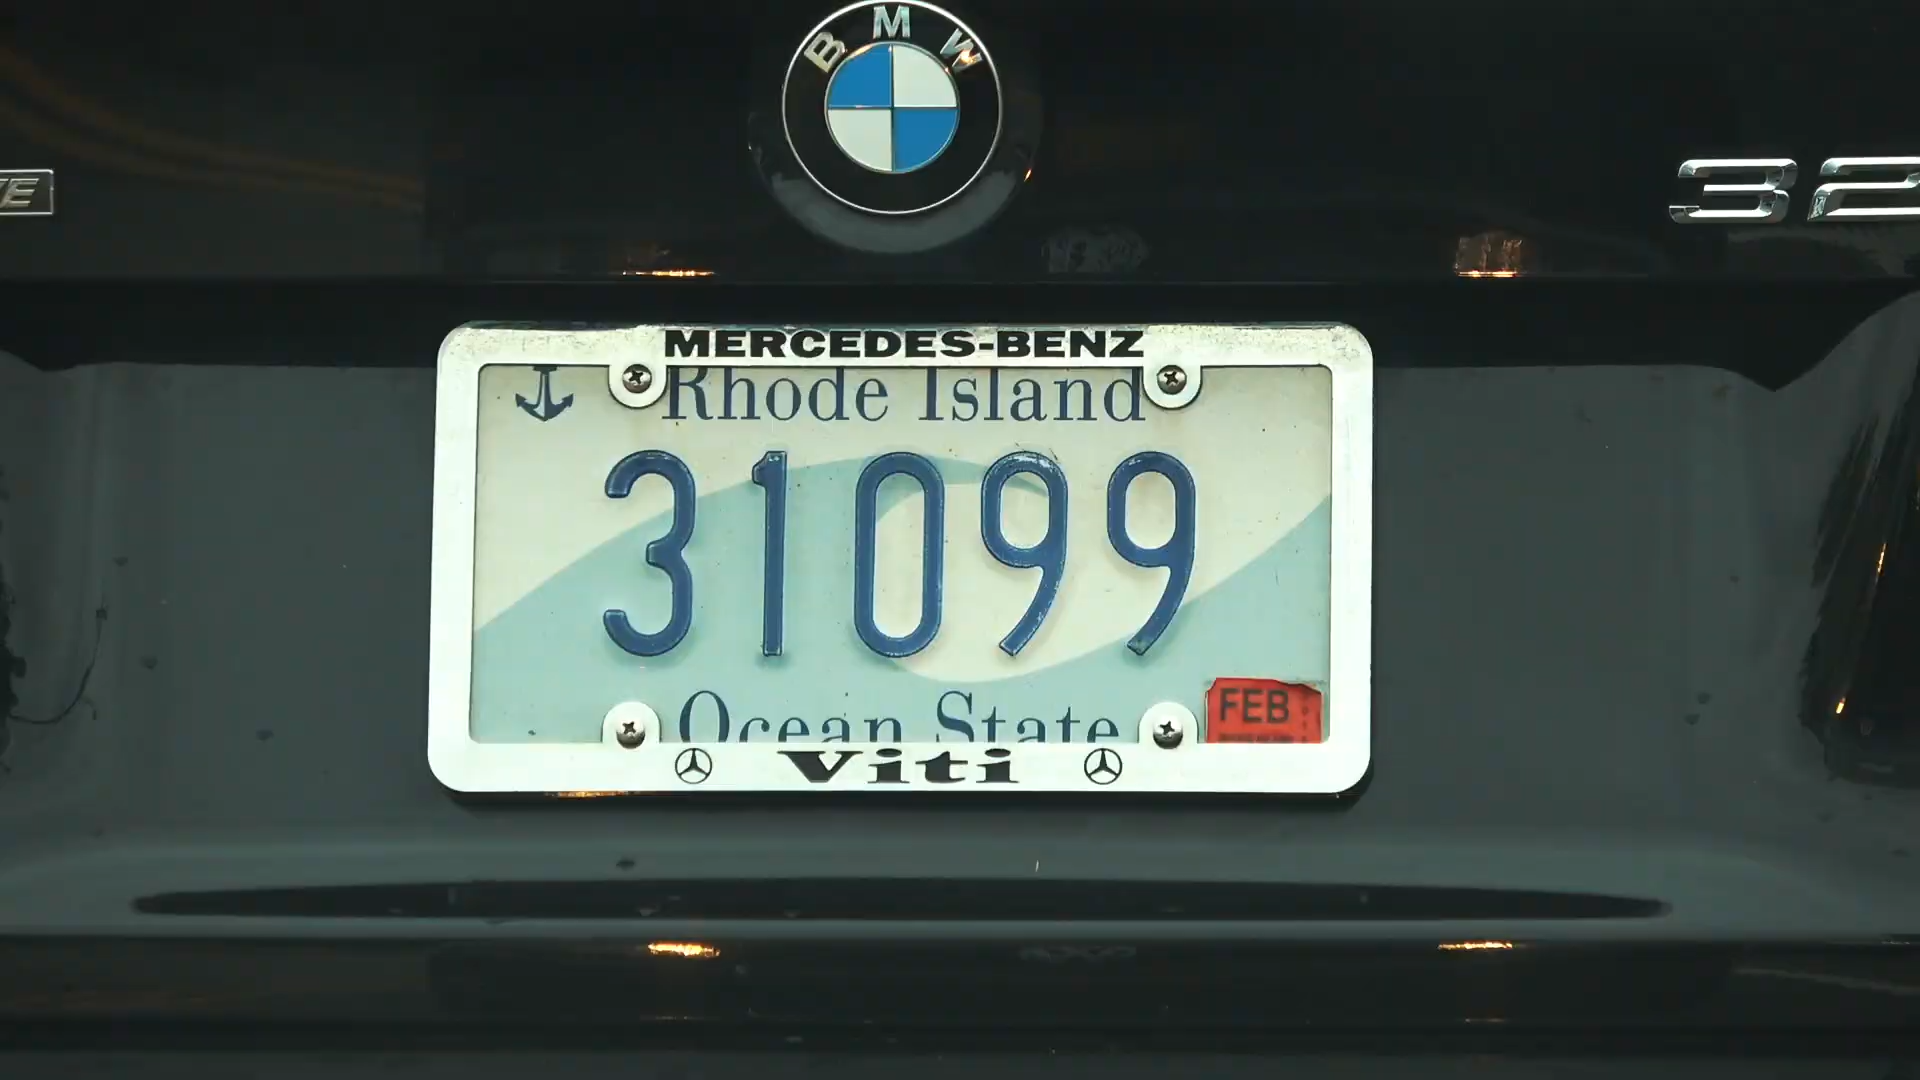 BMW
E
32
MERCEDES-BENZ
Rhode Island
31099
Ocean State
FEB
Viti